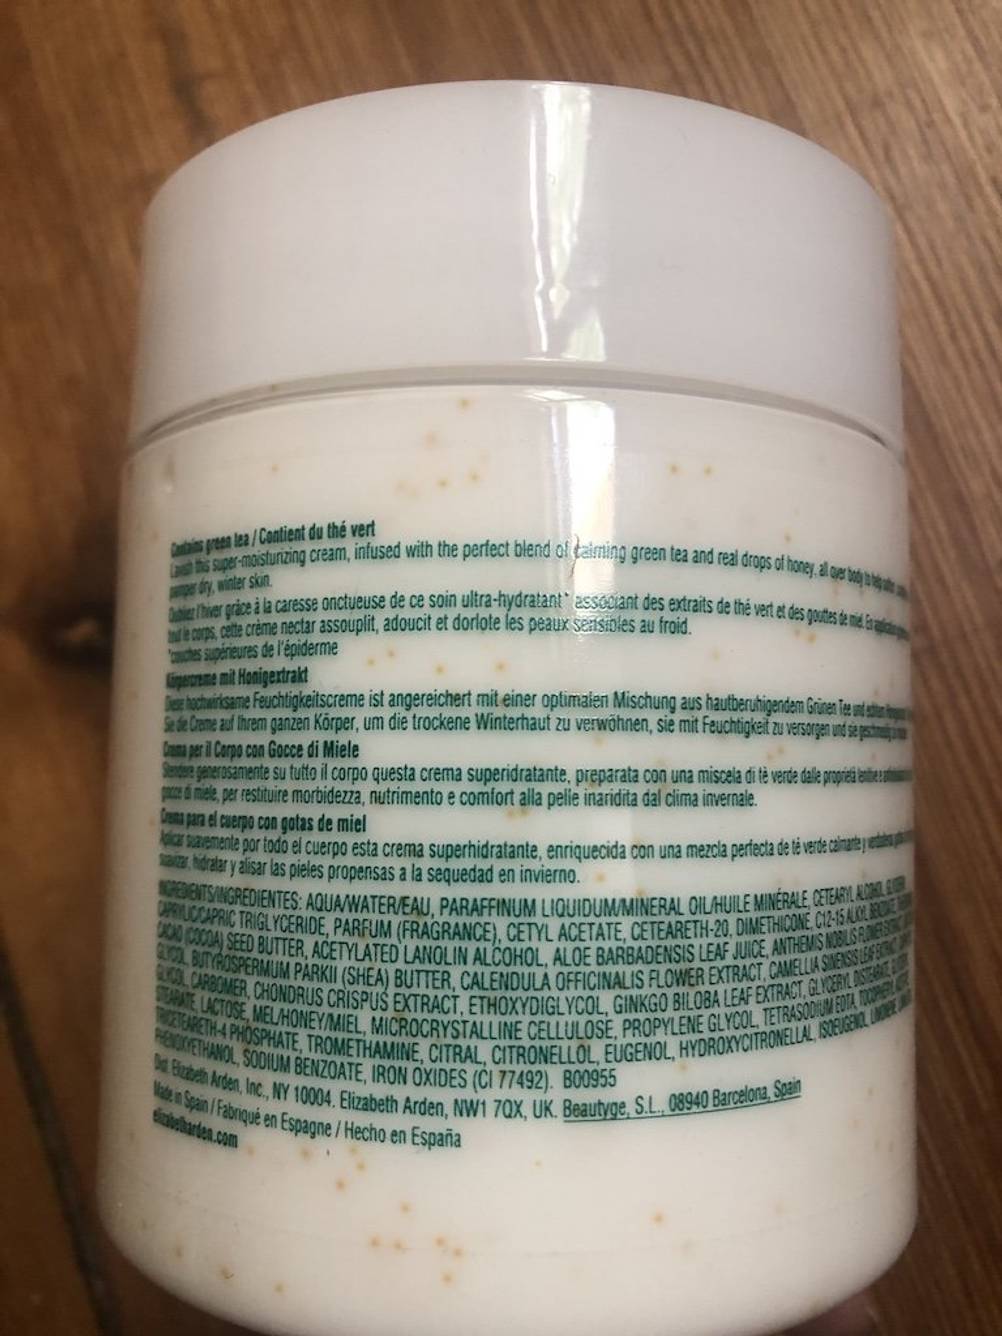 Contains green tea / Contient du thé vert
Lavish this super-moisturizing cream, infused with the perfect blend of calming green tea and real drops of honey, all over body to help
pamper dry, winter skin.
Oubliez l'hiver grâce à la caresse onctueuse de ce soin ultra-hydratant* associant des extraits de thé vert et des gouttes de miel. En application
tout le corps, cette crème nectar assouplit, adoucit et dorlote les peaux sensibles au froid.
*couches supérieures de l'épiderme
Körpercreme mit Honigextrakt
Diese hochwirksame Feuchtigkeitscreme ist angereichert mit einer optimalen Mischung aus hautberuhigendem Grünen Tee und
Sie die Creme auf Ihrem ganzen Körper, um die trockene Winterhaut zu verwöhnen, sie mit Feuchtigkeit zu versorgen und sie
Crema per il Corpo con Gocce di Miele
Stendere generosamente su tutto il corpo questa crema superidratante, preparata con una miscela di tè verde dalle proprietà lenitive e
gocce di miele, per restituire morbidezza, nutrimento e comfort alla pelle inaridita dal clima invernale.
Crema para el cuerpo con gotas de miel
Aplicar suavemente por todo el cuerpo esta crema superhidratante, enriquecida con una mezcla perfecta de té verde calmante y
suavizar, hidratar y alisar las pieles propensas a la sequedad en invierno.
INGREDIENTS/INGREDIENTES: AQUA/WATER/EAU, PARAFFINUM LIQUIDUM/MINERAL OIL/HUILE MINÉRALE, CETEARYL ALCOHOL,
CAPRYLIC/CAPRIC TRIGLYCERIDE, PARFUM (FRAGRANCE), CETYL ACETATE, CETEARETH-20, DIMETHICONE, C12-15 ALKYL BENZOATE,
CACAO (COCOA) SEED BUTTER, ACETYLATED LANOLIN ALCOHOL, ALOE BARBADENSIS LEAF JUICE, ANTHEMIS NOBILIS FLOWER
GLYCOL, BUTYROSPERMUM PARKII (SHEA) BUTTER, CALENDULA OFFICINALIS FLOWER EXTRACT, CAMELLIA SINENSIS LEAF EXTRACT,
GLYCOL, CARBOMER, CHONDRUS CRISPUS EXTRACT, ETHOXYDIGLYCOL, GINKGO BILOBA LEAF EXTRACT, GLYCERYL DISTEARATE,
STEARATE, LACTOSE, MEL/HONEY/MIEL, MICROCRYSTALLINE CELLULOSE, PROPYLENE GLYCOL, TETRASODIUM EDTA,
TRICETEARETH-4 PHOSPHATE, TROMETHAMINE, CITRAL, CITRONELLOL, EUGENOL, HYDROXYCITRONELLAL, ISOEUGENOL,
PHENOXYETHANOL, SODIUM BENZOATE, IRON OXIDES (CI 77492). B00955
Dist. Elizabeth Arden, Inc., NY 10004. Elizabeth Arden, NW1 7QX, UK. Beautyge, S.L., 08940 Barcelona, Spain
Made in Spain / Fabriqué en Espagne / Hecho en España
elizabetharden.com